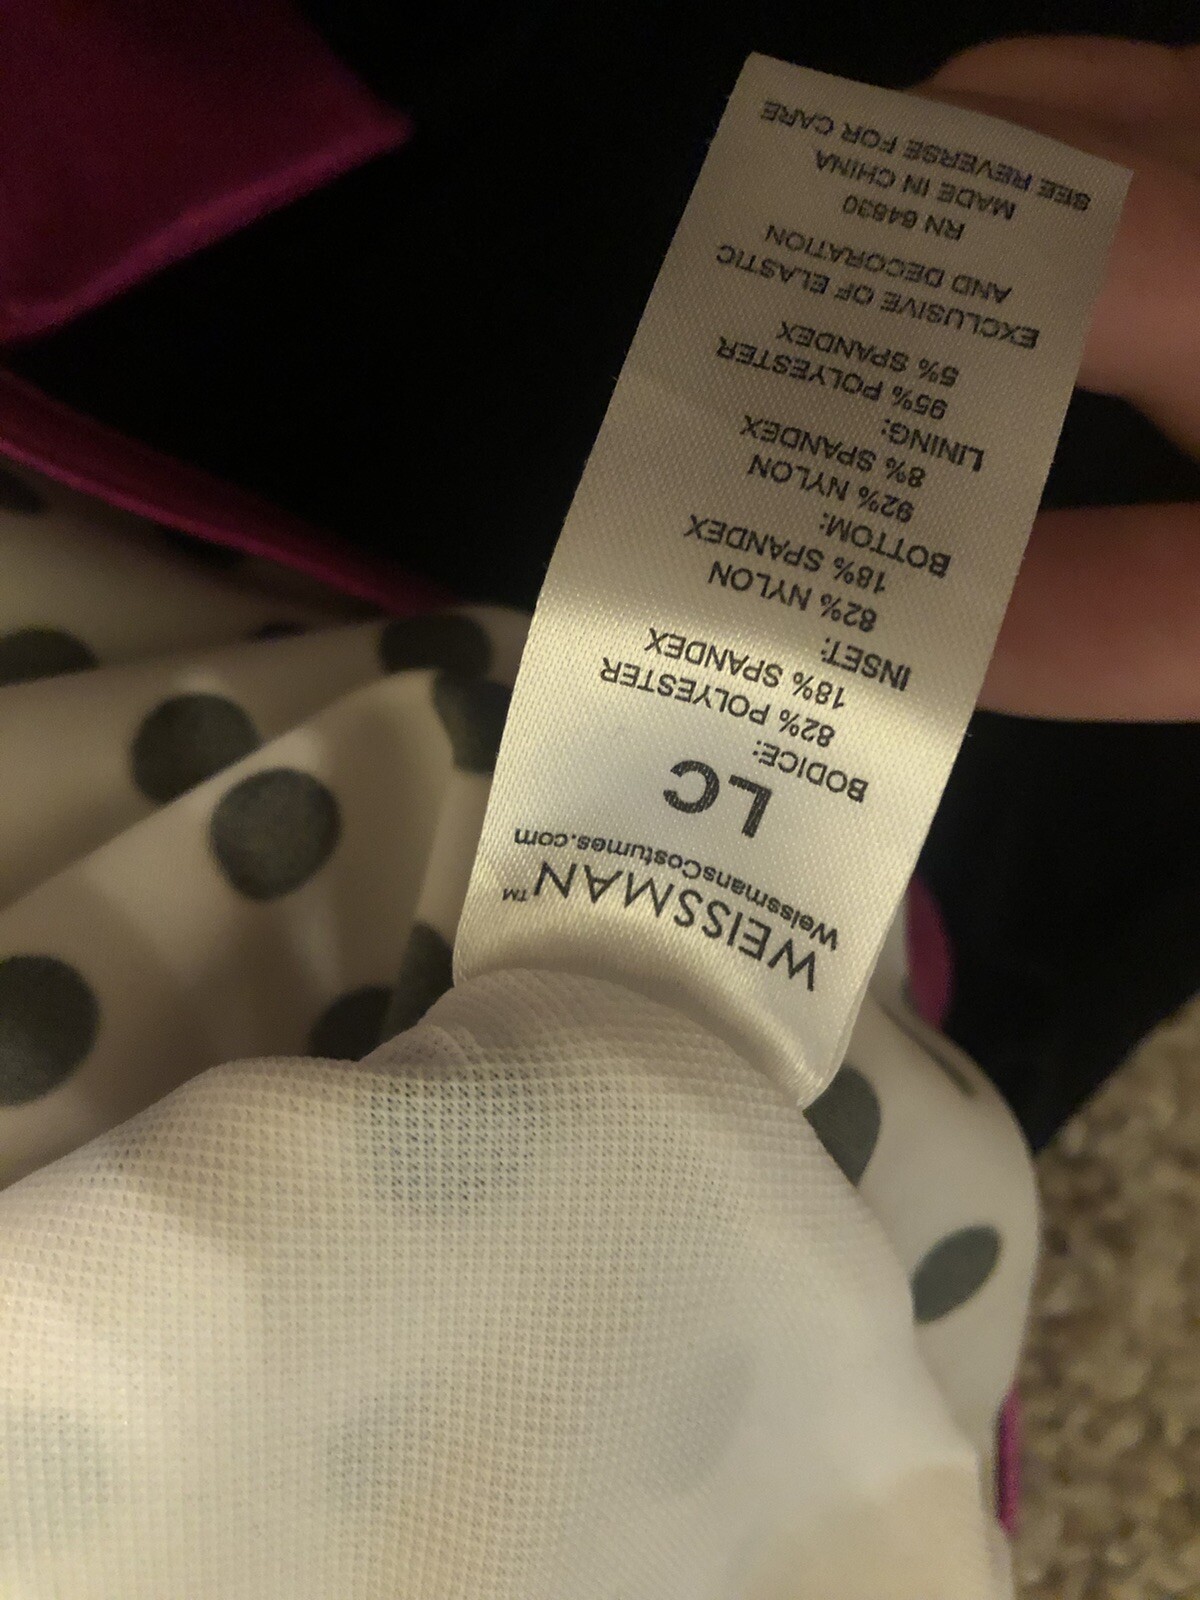 WEISSMAN™
WeissmansCostumes.com
LC
BODICE:
82% POLYESTER
18% SPANDEX
INSET:
82% NYLON
18% SPANDEX
BOTTOM:
92% NYLON
8% SPANDEX
LINING:
95% POLYESTER
5% SPANDEX
EXCLUSIVE OF ELASTIC
AND DECORATION
RN 64830
MADE IN CHINA
SEE REVERSE FOR CARE